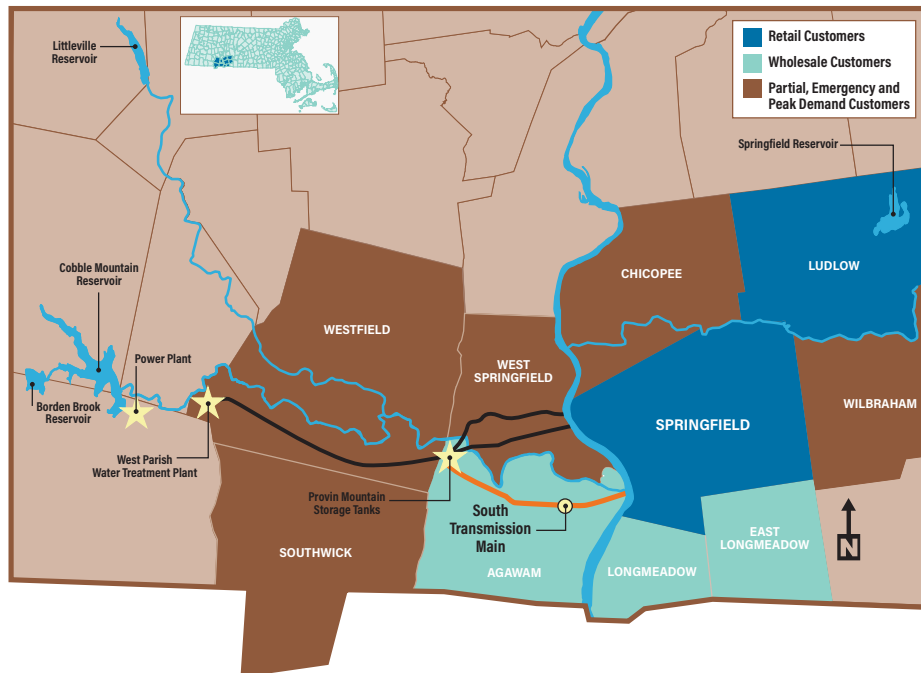 Littleville
Reservoir
Retail Customers
Wholesale Customers
Partial, Emergency and
Peak Demand Customers
Springfield Reservoir
Cobble Mountain
Reservoir
CHICOPEE
LUDLOW
WESTFIELD
Power Plant
WEST
SPRINGFIELD
Borden Brook
Reservoir
WILBRAHAM
SPRINGFIELD
West Parish
Water Treatment Plant
Provin Mountain
Storage Tanks
South
Transmission
Main
EAST
LONGMEADOW
N
SOUTHWICK
AGAWAM
LONGMEADOW